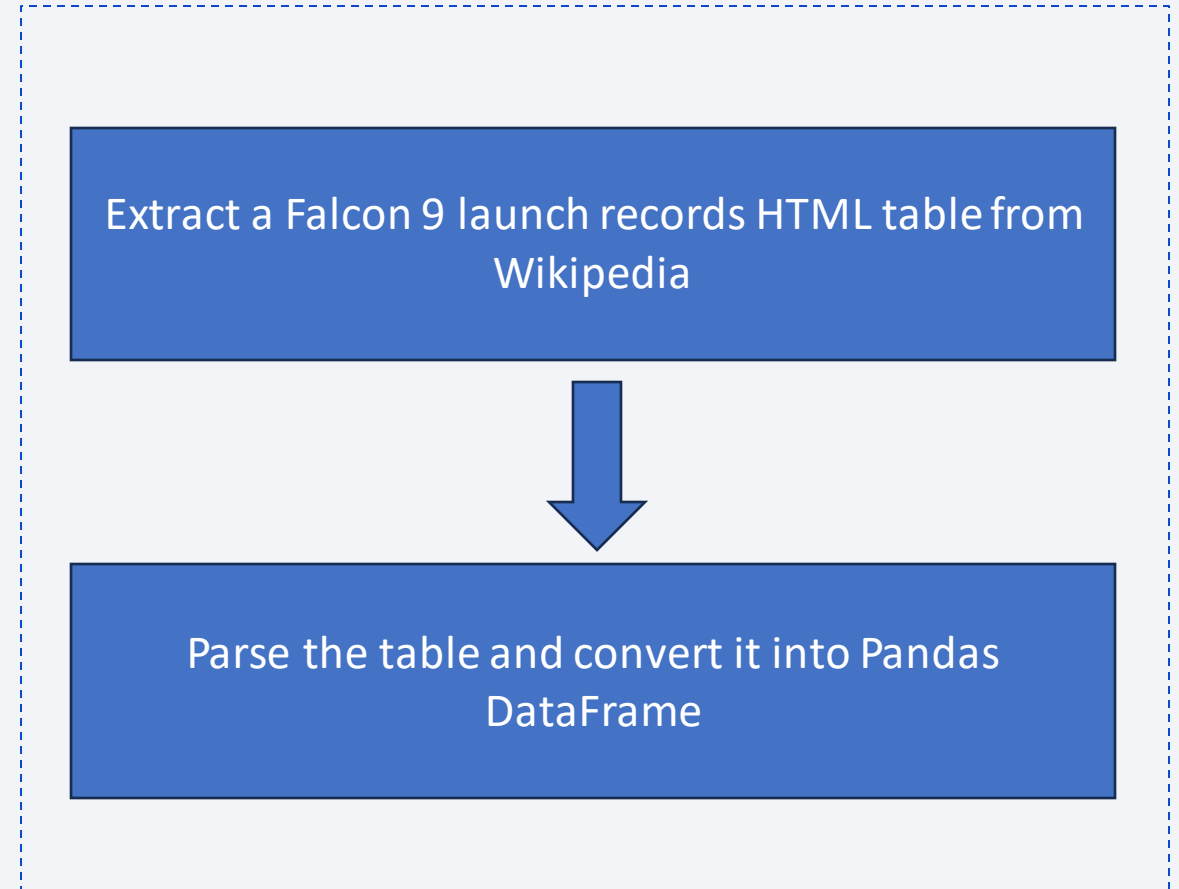 Extract a Falcon 9 launch records HTML table from
Wikipedia
Parse the table and convert it into Pandas
DataFrame